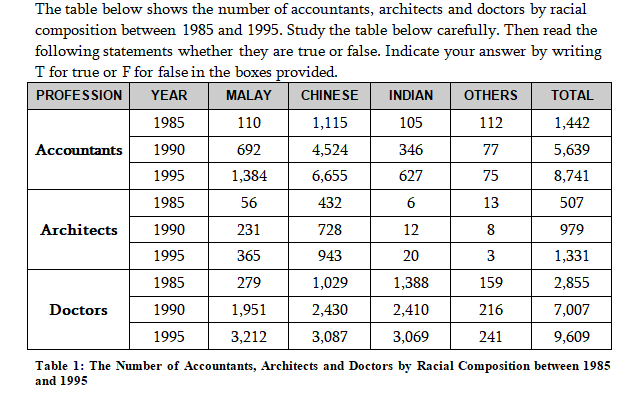 The table below shows the number of accountants, architects and doctors by racial
composition between 1985 and 1995. Study the table below carefully. Then read the
following statements whether they are true or false. Indicate your answer by writing
T for true or F for false in the boxes provided.
PROFESSION YEAR MALAY CHINESE INDIAN OTHERS TOTAL
1985 110 1,115 105 112 1,442
Accountants 1990 692 4,524 346 77 5,639
1995 1,384 6,655 627 75 8,741
1985 56 432 6 13 507
Architects 1990 231 728 12 8 979
1995 365 943 20 3 1,331
1985 279 1,029 1,388 159 2,855
Doctors 1990 1,951 2,430 2,410 216 7,007
1995 3,212 3,087 3,069 241 9,609
Table 1: The Number of Accountants, Architects and Doctors by Racial Composition between 1985
and 1995